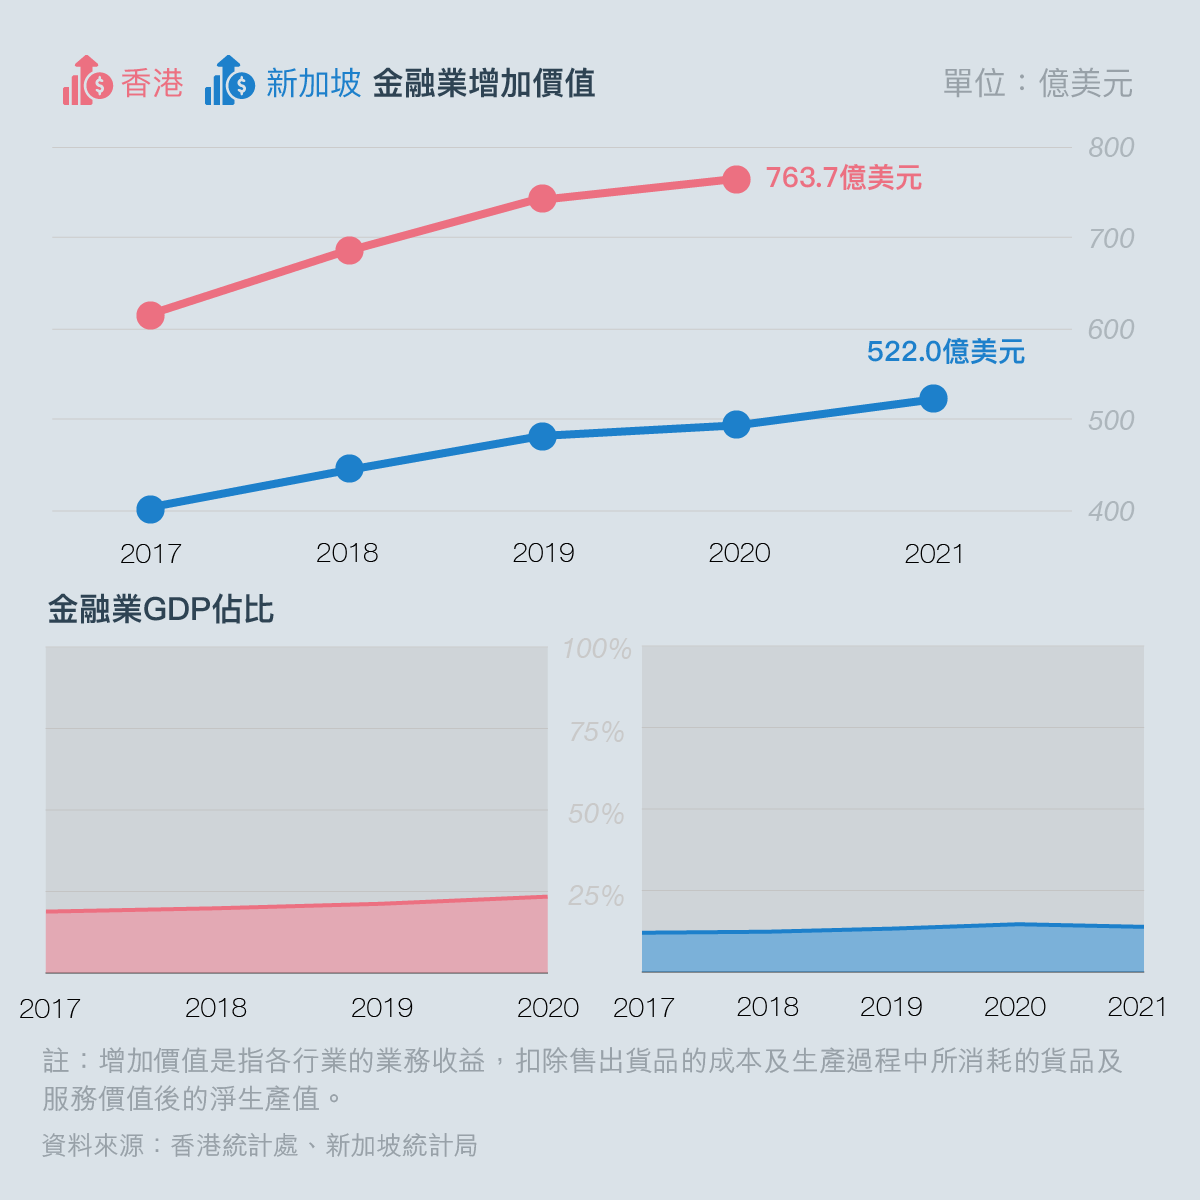 香港 新加坡 金融業增加價值 單位：億美元
800
763.7億美元
700
600
522.0億美元
500
400
2017 2018 2019 2020 2021
金融業GDP佔比
100%
75%
50%
25%
2017 2018 2019 2020 2017 2018 2019 2020 2021
註：增加價值是指各行業的業務收益，扣除售出貨品的成本及生產過程中所消耗的貨品及
服務價值後的淨生產值。
資料來源：香港統計處、新加坡統計局